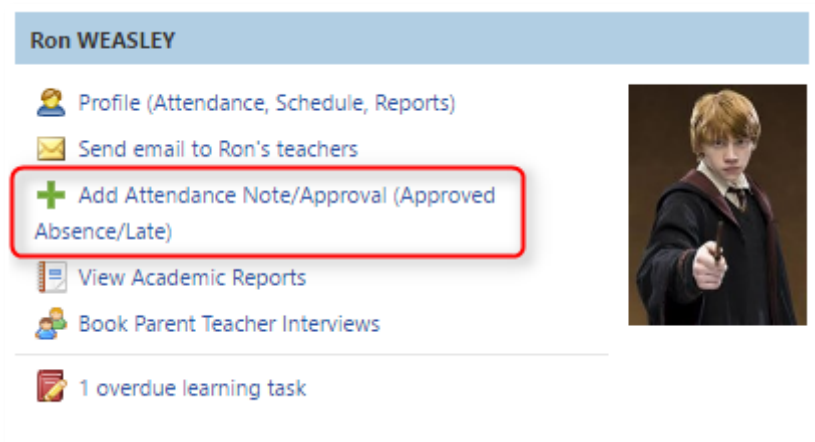 Ron WEASLEY
Profile (Attendance, Schedule, Reports)
Send email to Ron's teachers
Add Attendance Note/Approval (Approved
Absence/Late)
View Academic Reports
Book Parent Teacher Interviews
1 overdue learning task